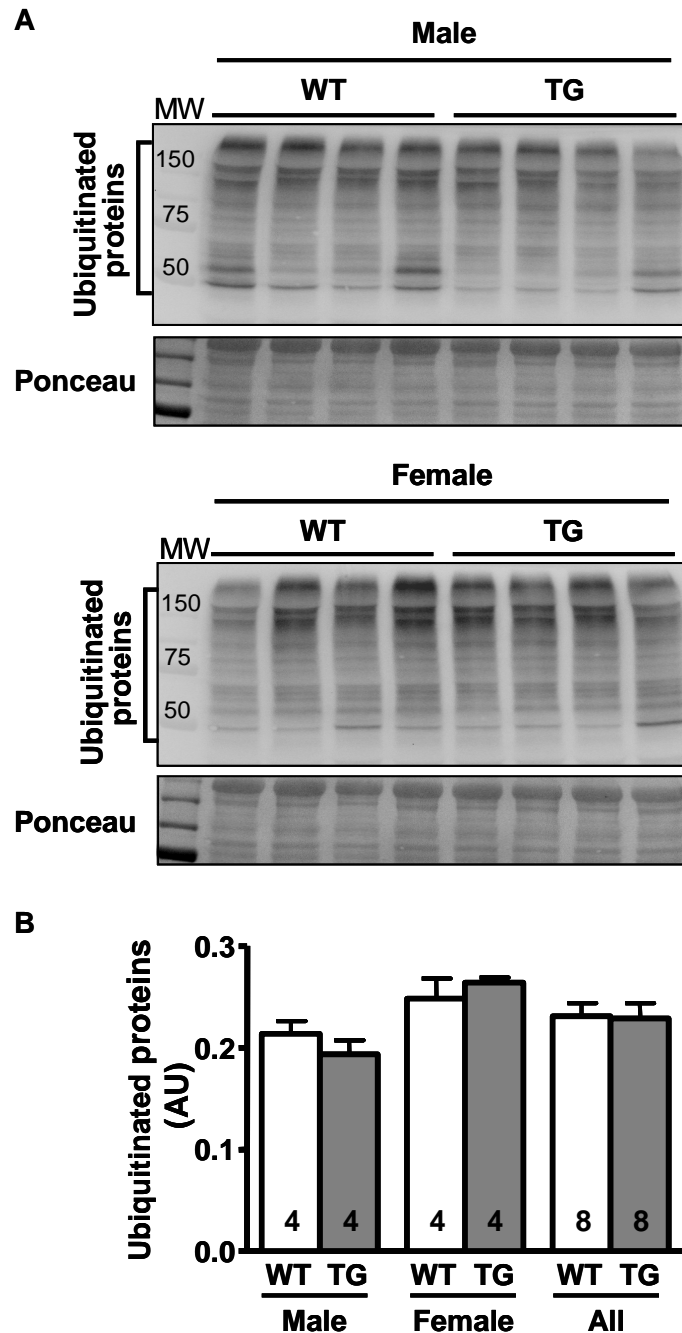 A
Male
WT TG
MW
Ubiquitinated
proteins
150
75
50
Ponceau
Female
WT TG
MW
Ubiquitinated
proteins
150
75
50
Ponceau
B
Ubiquitinated proteins
(AU)
0.3
0.2
0.1
0.0
4 4 4 4 8 8
WT TG WT TG WT TG
Male Female All